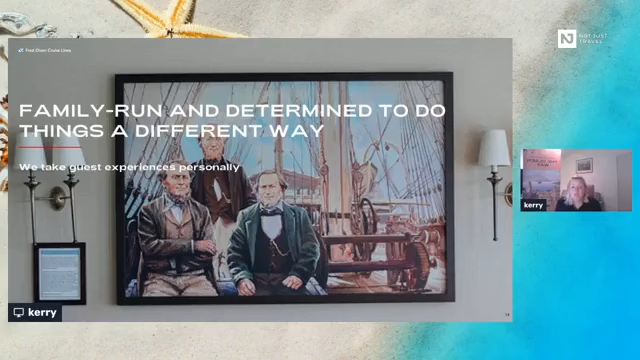 Fred. Olsen Cruise Lines
FAMILY-RUN AND DETERMINED TO DO
THINGS A DIFFERENT WAY
We take guest experiences personally
kerry
NOT JUST
TRAVEL
kerry